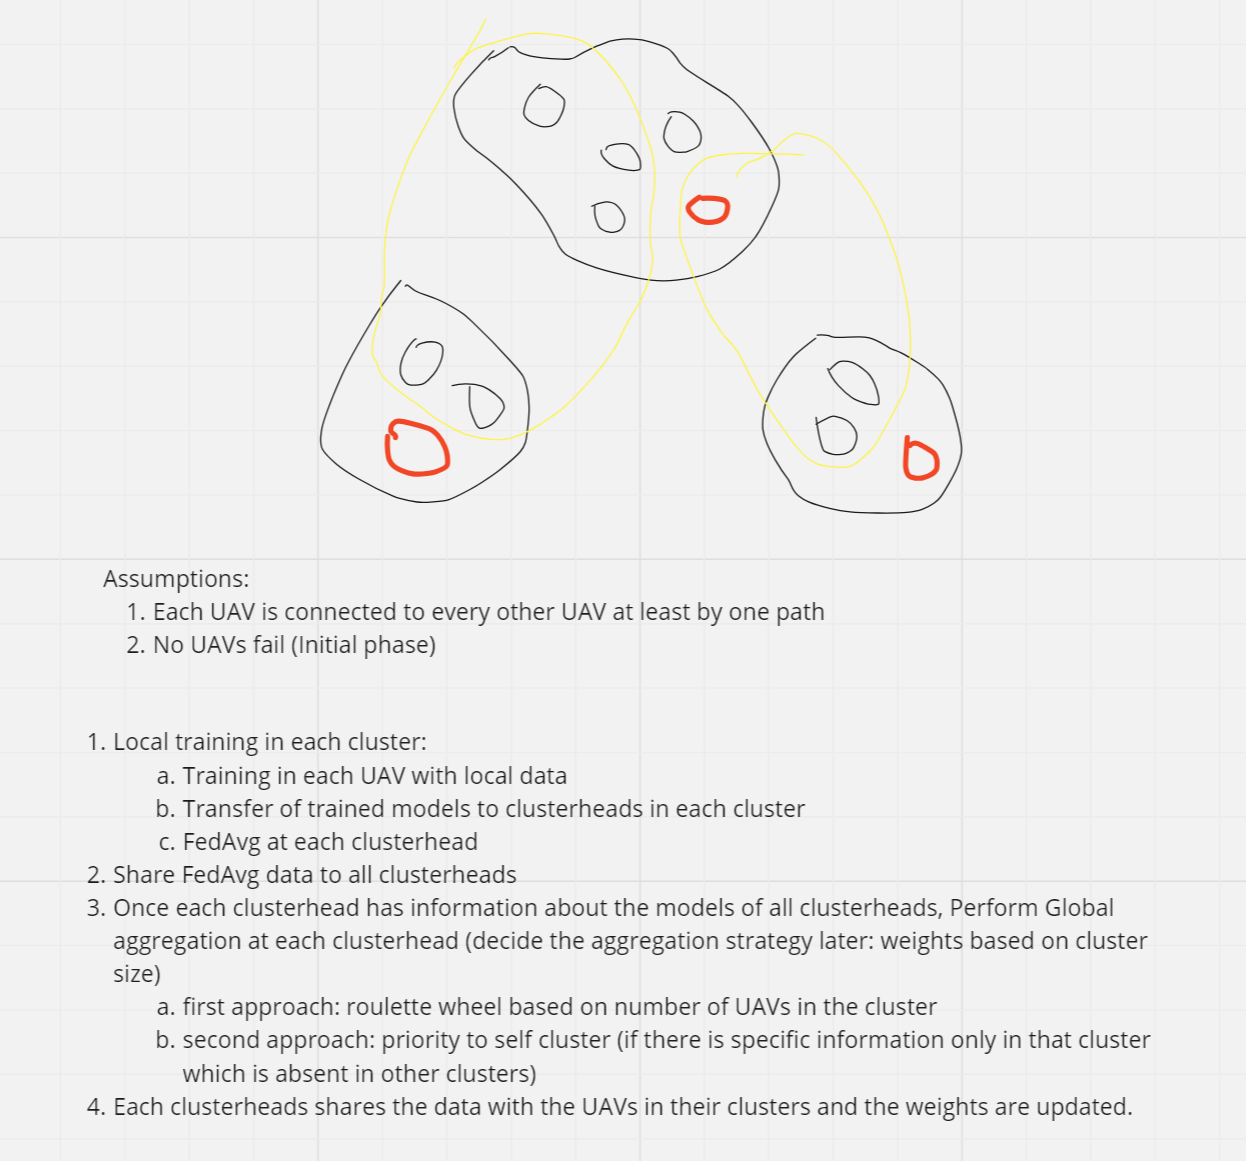 Assumptions:
1. Each UAV is connected to every other UAV at least by one path
2. No UAVs fail (Initial phase)
1. Local training in each cluster:
a. Training in each UAV with local data
b. Transfer of trained models to clusterheads in each cluster
c. FedAvg at each clusterhead
2. Share FedAvg data to all clusterheads
3. Once each clusterhead has information about the models of all clusterheads, Perform Global
aggregation at each clusterhead (decide the aggregation strategy later: weights based on cluster
size)
a. first approach: roulette wheel based on number of UAVs in the cluster
b. second approach: priority to self cluster (if there is specific information only in that cluster
which is absent in other clusters)
4. Each clusterheads shares the data with the UAVs in their clusters and the weights are updated.